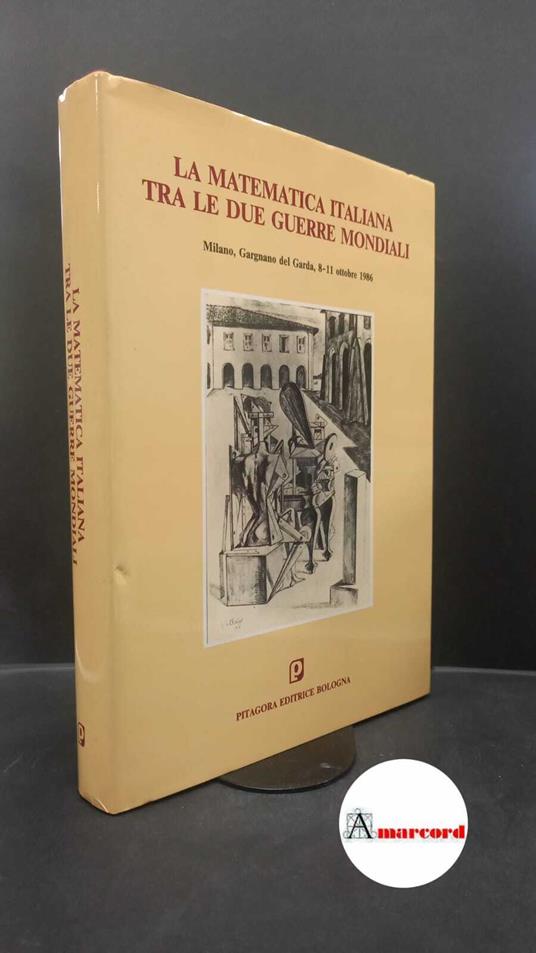 LA MATEMATICA ITALIANA
TRA LE DUE GUERRE MONDIALI
Milano, Gargnano del Garda, 8-11 ottobre 1986
PITAGORA EDITRICE BOLOGNA
LA MATEMATICA ITALIANA
TRA LE DUE GUERRE MONDIALI
Amarcord